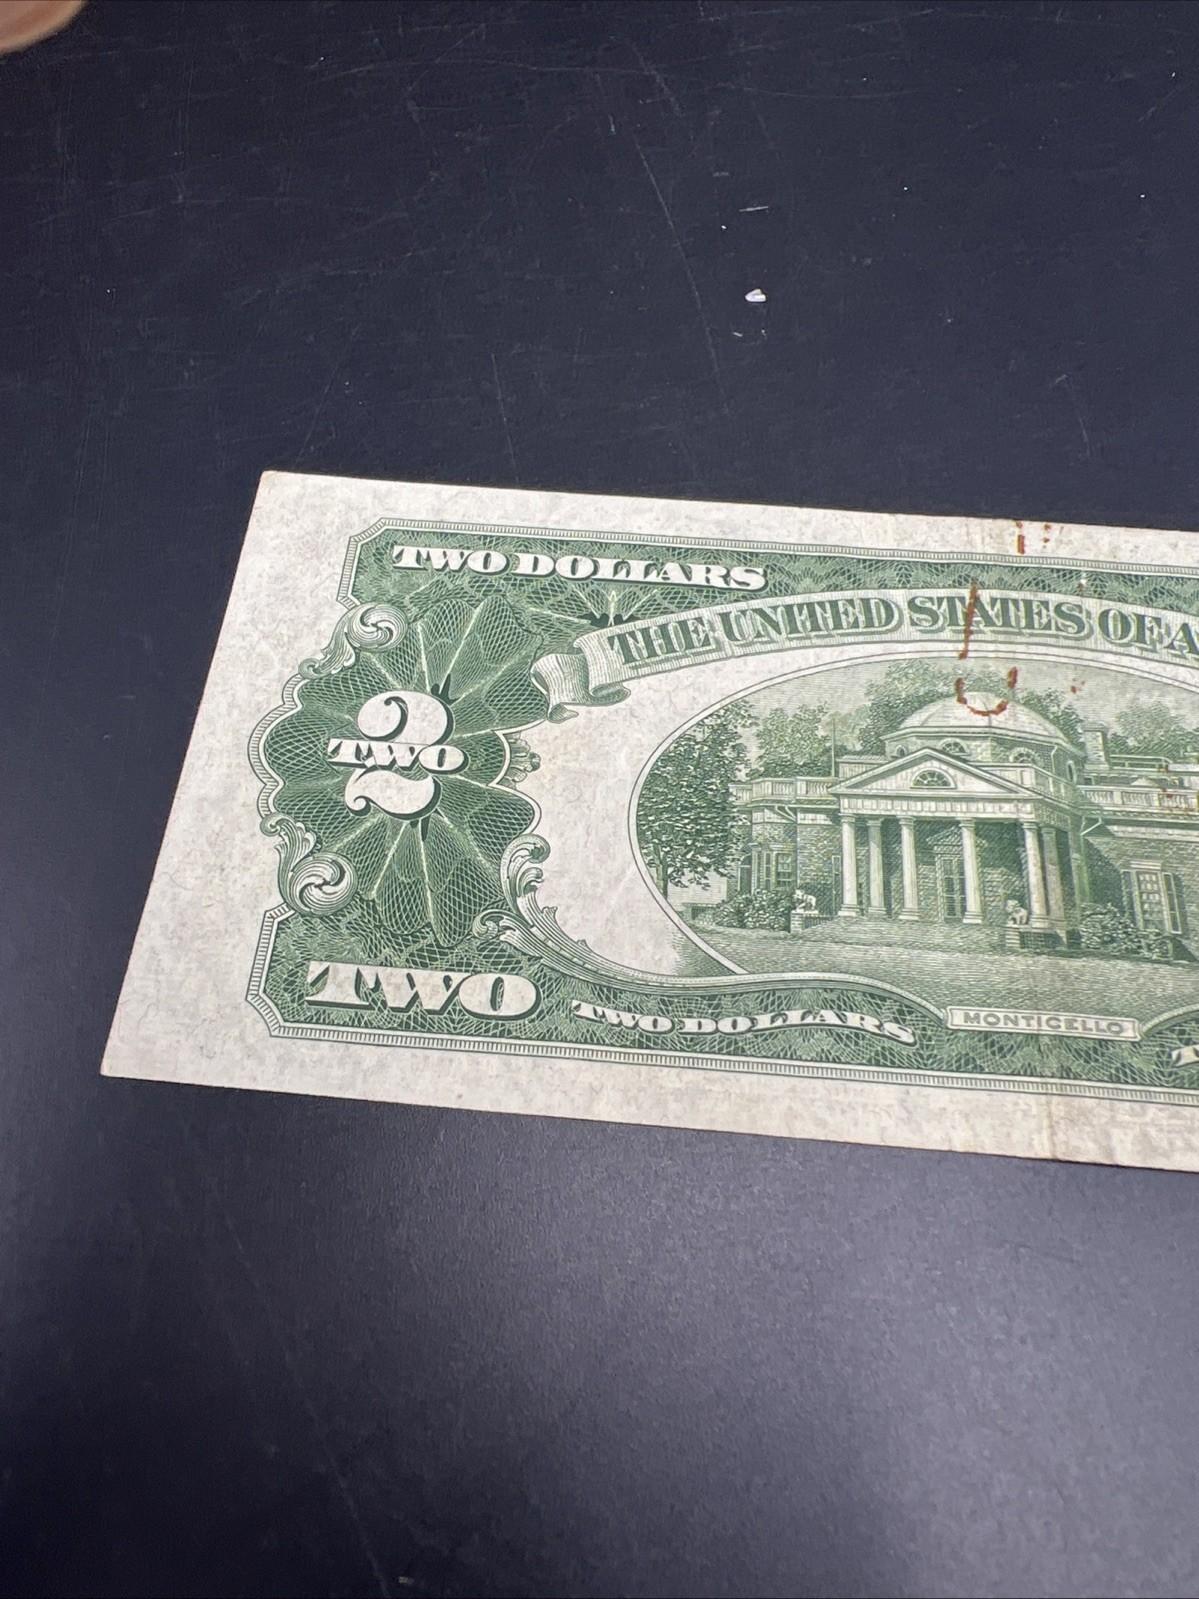 TWO DOLLARS
THE UNITED STATES OF A
2
TWO
TWO
TWO DOLLARS
MONTICELLO